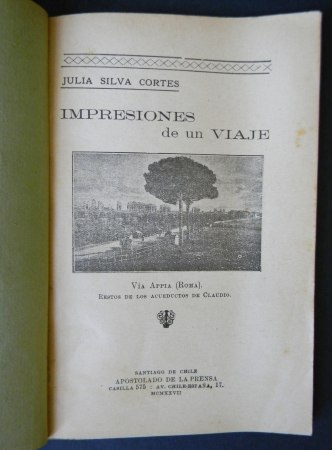 JULIA SILVA CORTES
IMPRESIONES
de un VIAJE
VÍA APPIA (ROMA).
RESTOS DE LOS ACUEDUCTOS DE CLAUDIO.
SANTIAGO DE CHILE
APOSTOLADO DE LA PRENSA
CASILLA 575 :: AV. CHILE-ESPAÑA, 17.
MCMXXVII